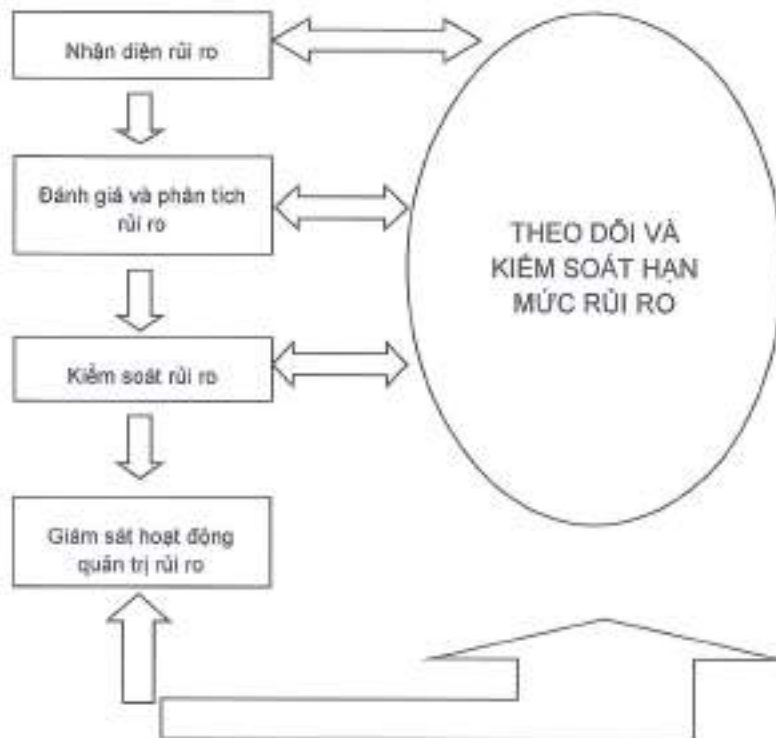 Nhận diện rủi ro
Đánh giá và phân tích
rủi ro
THEO DÕI VÀ
KIỂM SOÁT HẠN
MỨC RỦI RO
Kiểm soát rủi ro
Giám sát hoạt động
quản trị rủi ro